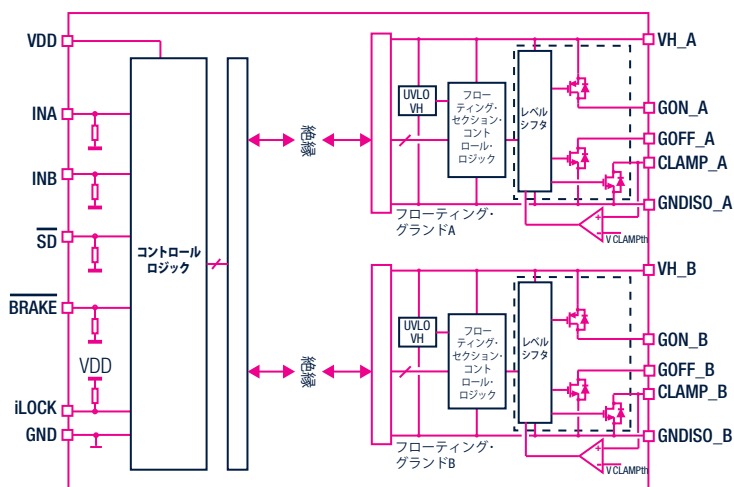 VDD
INA
INB
SD
BRAKE
VDD
iLOCK
GND
コントロール
ロジック
絶縁
UVLO
VH
フロー
ティング・
セクション・
コント
ロール・
ロジック
レベル
シフタ
VH_A
GON_A
GOFF_A
CLAMP_A
GNDISO_A
フローティング・
グランドA
V CLAMPth
絶縁
UVLO
VH
フロー
ティング・
セクション・
コント
ロール・
ロジック
レベル
シフタ
VH_B
GON_B
GOFF_B
CLAMP_B
GNDISO_B
フローティング・
グランドB
V CLAMPth